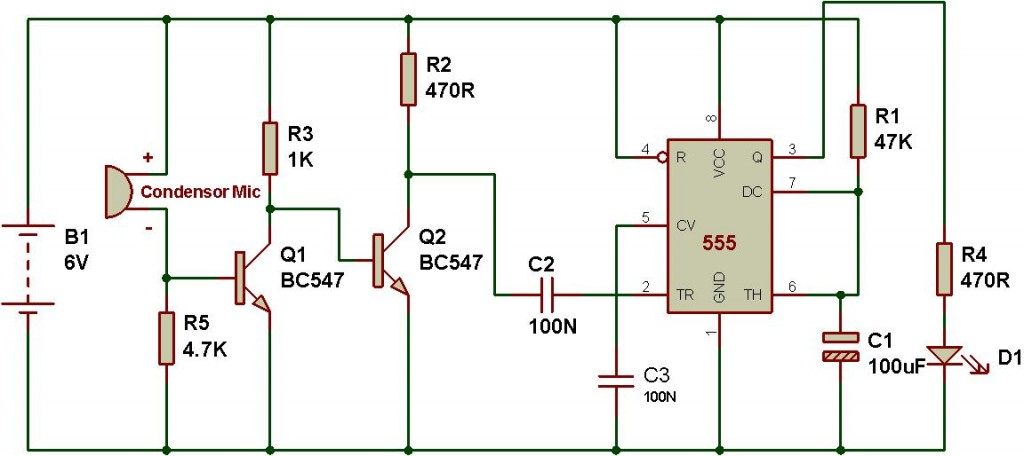 B1
6V
+
Condensor Mic
-
R5
4.7K
R3
1K
Q1
BC547
R2
470R
Q2
BC547
C2
100N
C3
100N
4
R
5
CV
2
TR
8
VCC
555
GND
1
Q
3
DC
7
TH
6
R1
47K
C1
100uF
R4
470R
D1